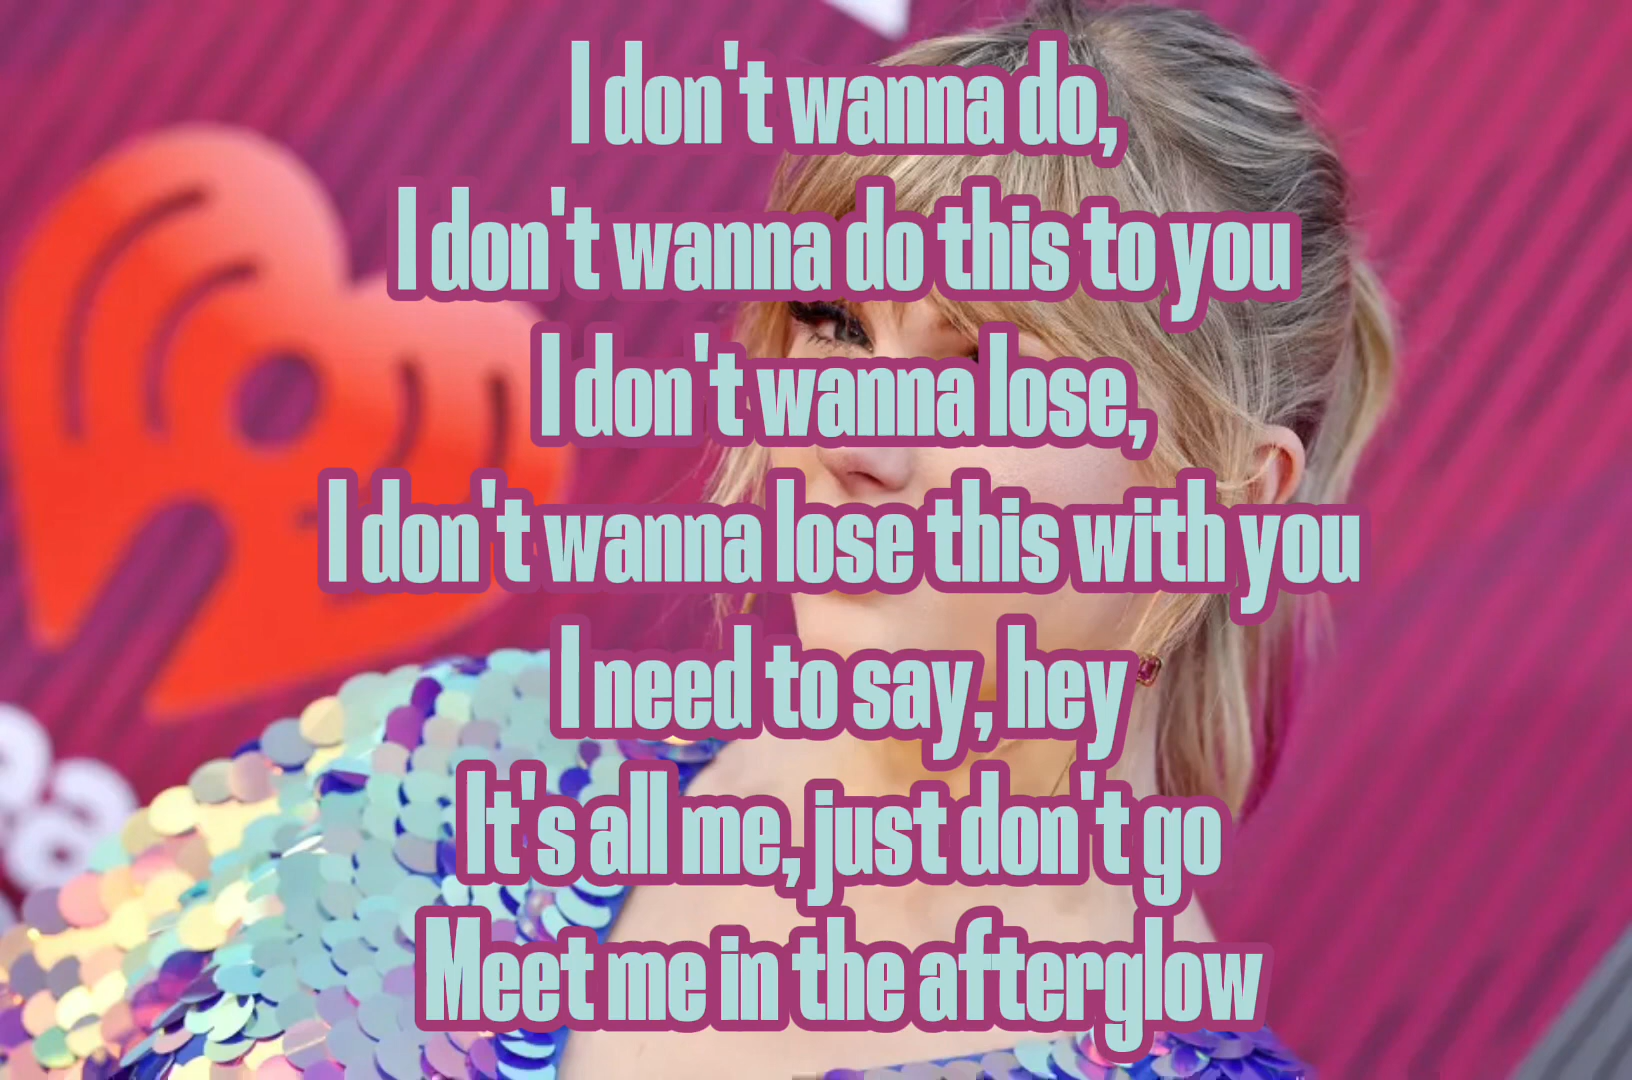 I don't wanna do,
I don't wanna do this to you
I don't wanna lose,
I don't wanna lose this with you
I need to say, hey
It's all me, just don't go
Meet me in the afterglow